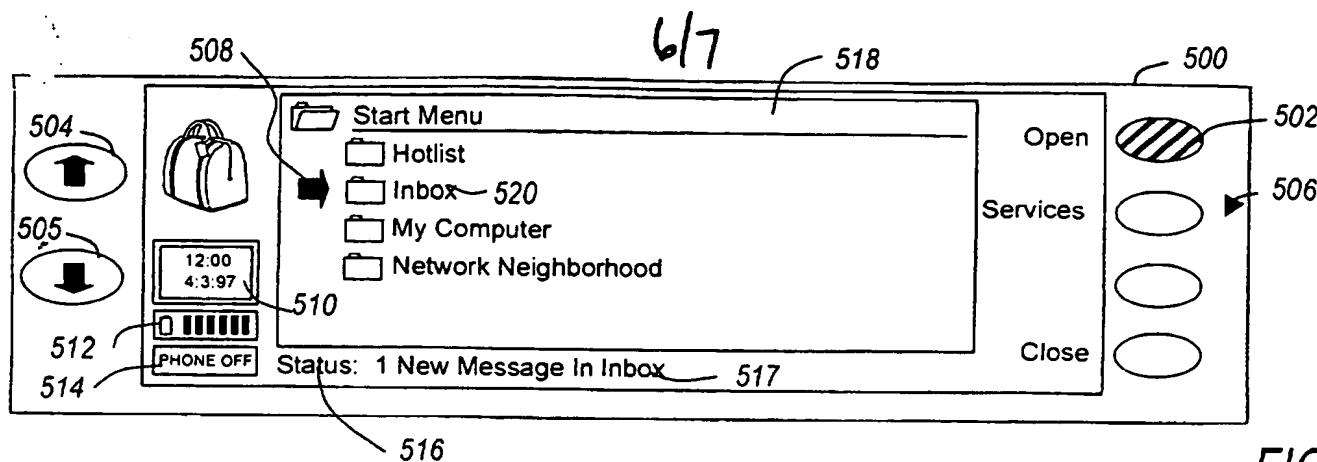 6/7
508
518
500
504
Start Menu
Open
502
Hotlist
Inbox 520
506
Services
505
My Computer
12:00
4:3:97
510
Network Neighborhood
512
PHONE OFF
514
Status: 1 New Message In Inbox 517
Close
516
FIG